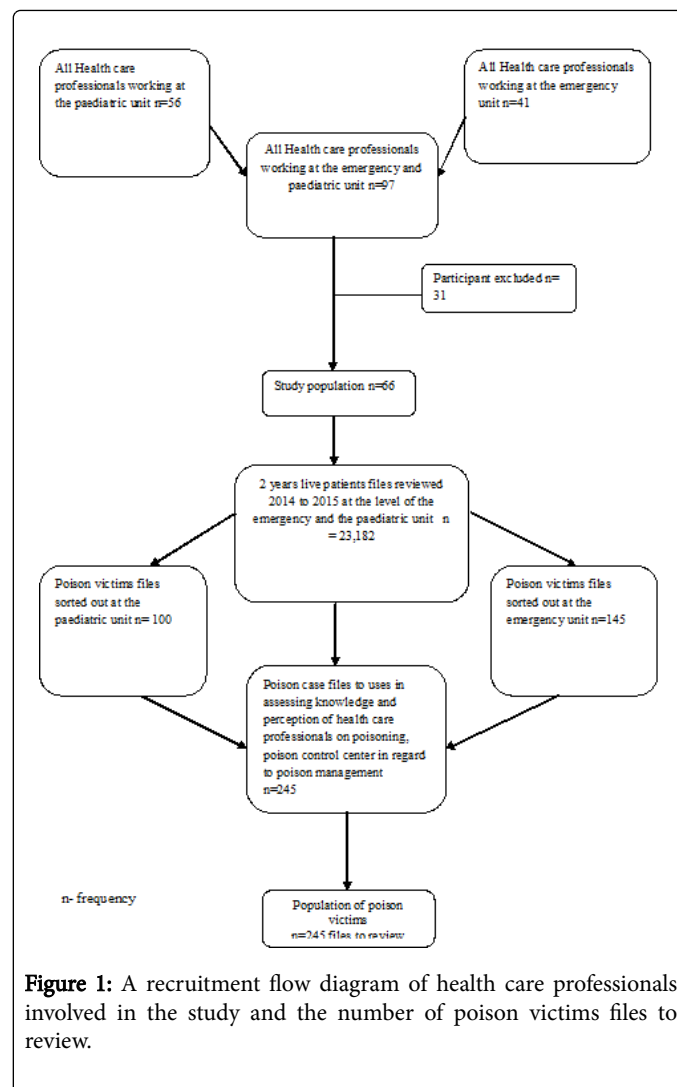 All Health care
professionals working at
the paediatric unit n=56
All Health care professionals
working at the emergency
unit n=41
All Health care professionals
working at the emergency and
paediatric unit n=97
Participant excluded n=
31
Study population n=66
2 years live patients files reviewed
2014 to 2015 at the level of the
emergency and the paediatric unit n
= 23,182
Poison victims files
sorted out at the
paediatric unit n= 100
Poison victims files
sorted out at the
emergency unit n=145
Poison case files to uses in
assessing knowledge and
perception of health care
professionals on poisoning,
poison control center in regard
to poison management
n=245
n- frequency
Population of poison
victims
n=245 files to review
Figure 1: A recruitment flow diagram of health care professionals
involved in the study and the number of poison victims files to
review.